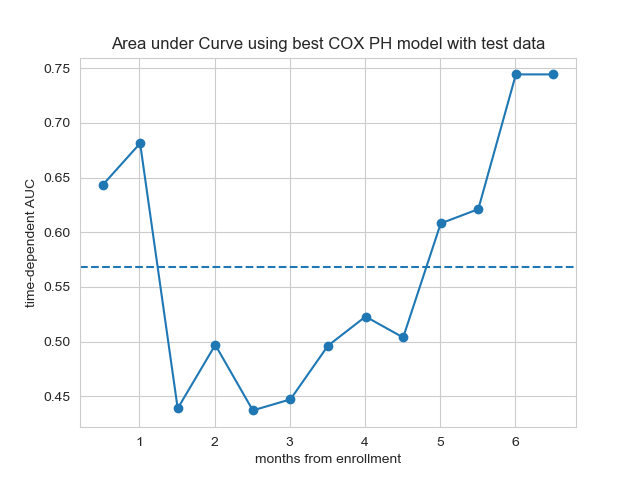 Area under Curve using best COX PH model with test data
time-dependent AUC
0.75
0.70
0.65
0.60
0.55
0.50
0.45
1 2 3 4 5 6
months from enrollment